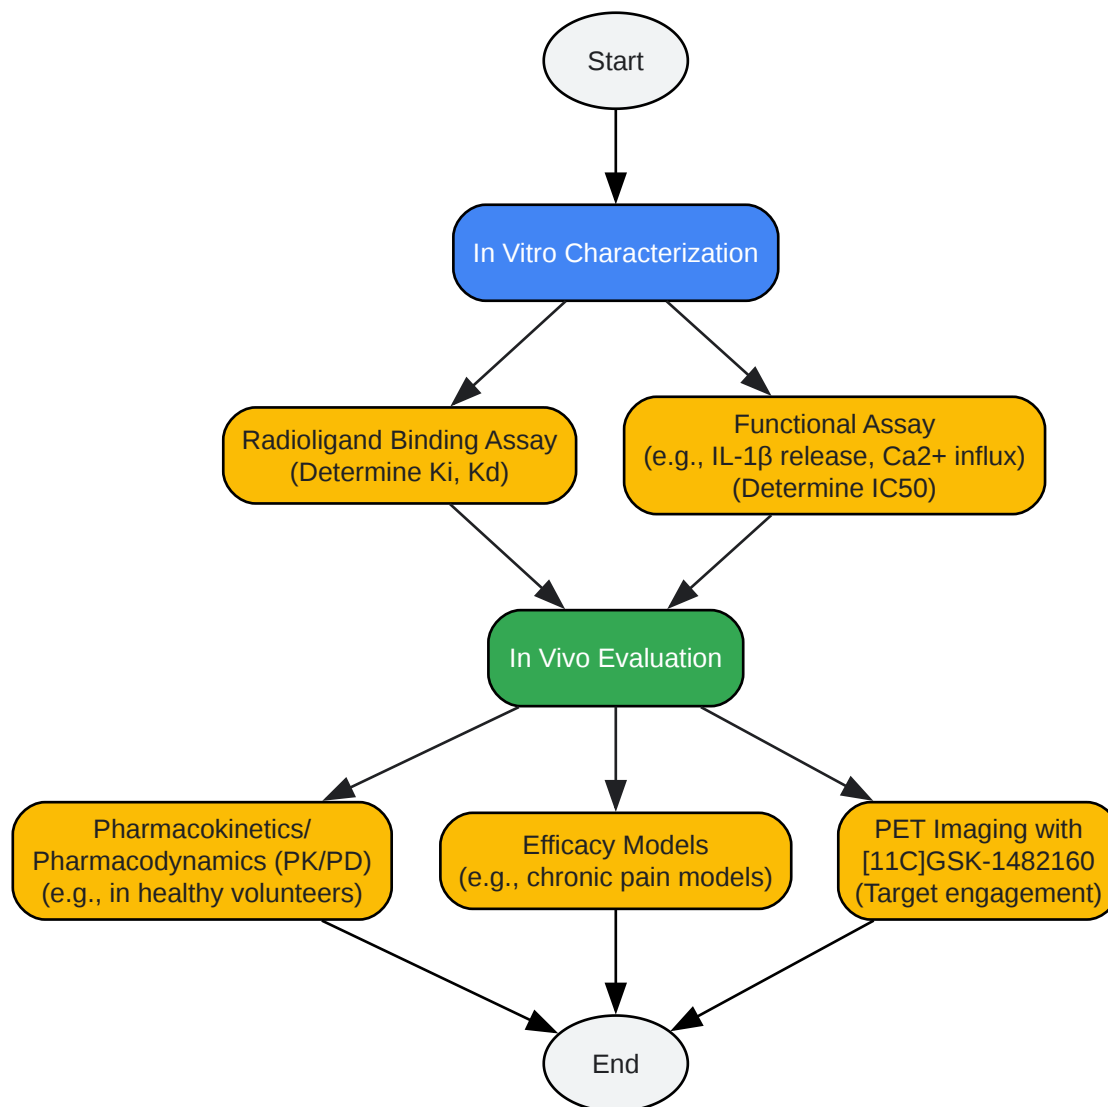 Start
In Vitro Characterization
Radioligand Binding Assay
(Determine Ki, Kd)
Functional Assay
(e.g., IL-1β release, Ca2+ influx)
(Determine IC50)
In Vivo Evaluation
Pharmacokinetics/
Pharmacodynamics (PK/PD)
(e.g., in healthy volunteers)
Efficacy Models
(e.g., chronic pain models)
PET Imaging with
[11C]GSK-1482160
(Target engagement)
End